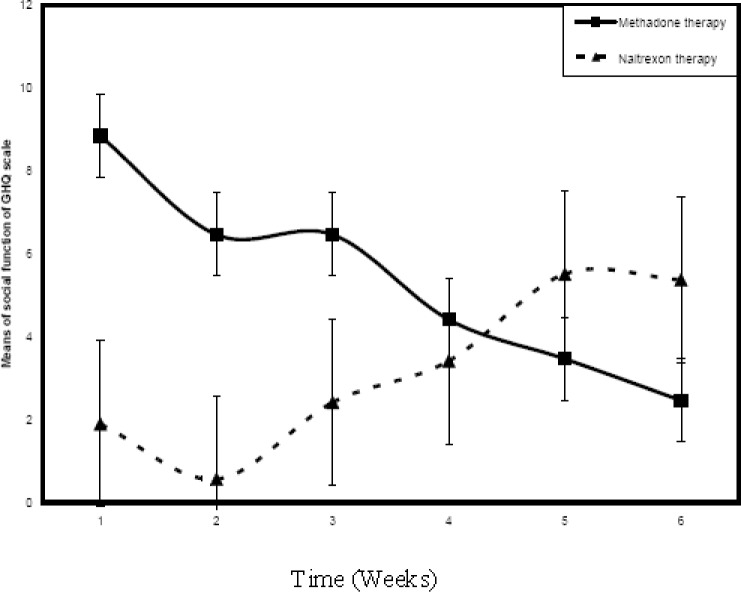 12
10
8
6
4
2
0
Means of social function of GHQ scale
Methadone therapy
Naltrexon therapy
1 2 3 4 5 6
Time (Weeks)